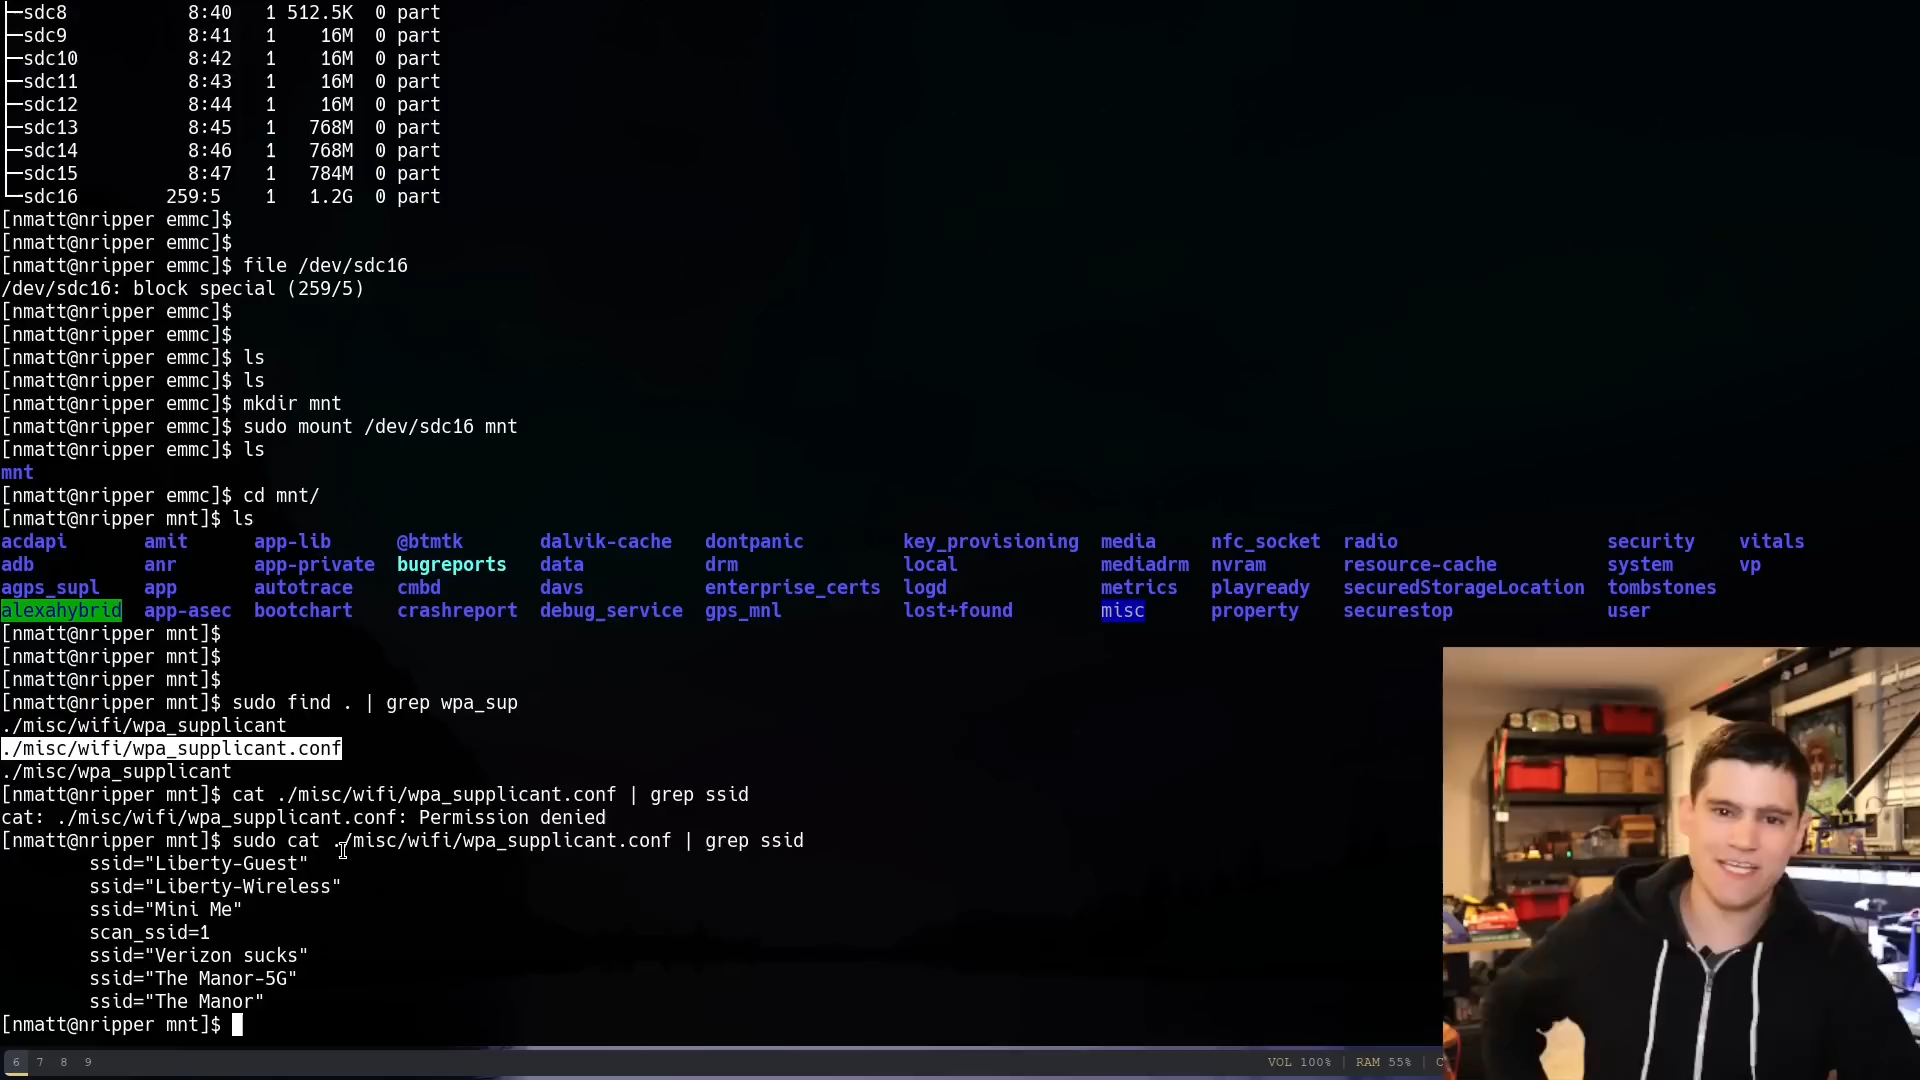 ├─sdc8 8:40 1 512.5K 0 part
├─sdc9 8:41 1 16M 0 part
├─sdc10 8:42 1 16M 0 part
├─sdc11 8:43 1 16M 0 part
├─sdc12 8:44 1 16M 0 part
├─sdc13 8:45 1 768M 0 part
├─sdc14 8:46 1 768M 0 part
├─sdc15 8:47 1 784M 0 part
└─sdc16 259:5 1 1.2G 0 part
[nmatt@nripper emmc]$
[nmatt@nripper emmc]$
[nmatt@nripper emmc]$ file /dev/sdc16
/dev/sdc16: block special (259/5)
[nmatt@nripper emmc]$
[nmatt@nripper emmc]$
[nmatt@nripper emmc]$ ls
[nmatt@nripper emmc]$ ls
[nmatt@nripper emmc]$ mkdir mnt
[nmatt@nripper emmc]$ sudo mount /dev/sdc16 mnt
[nmatt@nripper emmc]$ ls
mnt
[nmatt@nripper emmc]$ cd mnt/
[nmatt@nripper mnt]$ ls
acdapi amit app-lib @btmtk dalvik-cache dontpanic key_provisioning media nfc_socket radio security vitals
adb anr app-private bugreports data drm local mediadrm nvram resource-cache system vp
agps_supl app autotrace cmbd davs enterprise_certs logd metrics playready securedStorageLocation tombstones
alexahybrid app-asec bootchart crashreport debug_service gps_mnl lost+found misc property securestop user
[nmatt@nripper mnt]$
[nmatt@nripper mnt]$
[nmatt@nripper mnt]$
[nmatt@nripper mnt]$ sudo find . | grep wpa_sup
./misc/wifi/wpa_supplicant
./misc/wifi/wpa_supplicant.conf
./misc/wpa_supplicant
[nmatt@nripper mnt]$ cat ./misc/wifi/wpa_supplicant.conf | grep ssid
cat: ./misc/wifi/wpa_supplicant.conf: Permission denied
[nmatt@nripper mnt]$ sudo cat ./misc/wifi/wpa_supplicant.conf | grep ssid
ssid="Liberty-Guest"
ssid="Liberty-Wireless"
ssid="Mini Me"
scan_ssid=1
ssid="Verizon sucks"
ssid="The Manor-5G"
ssid="The Manor"
[nmatt@nripper mnt]$
6 7 8 9 VOL 100% | RAM 55% | C